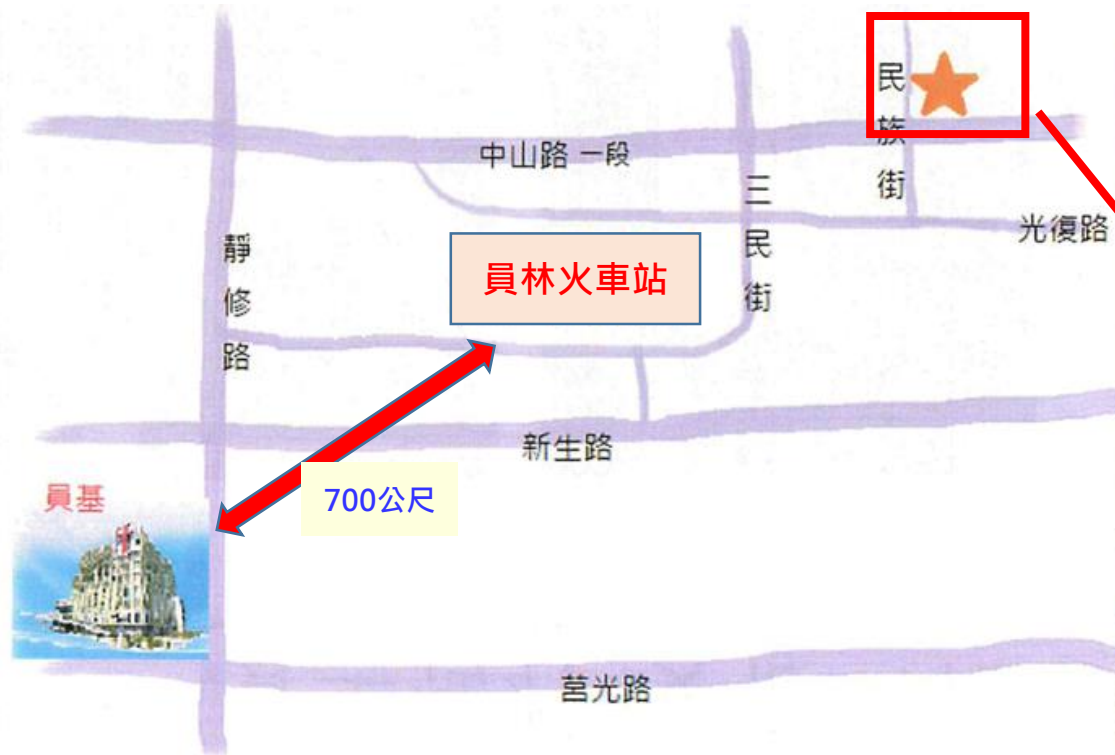 民族街
中山路 一段
三民街
光復路
靜修路
員林火車站
新生路
員基
700公尺
莒光路